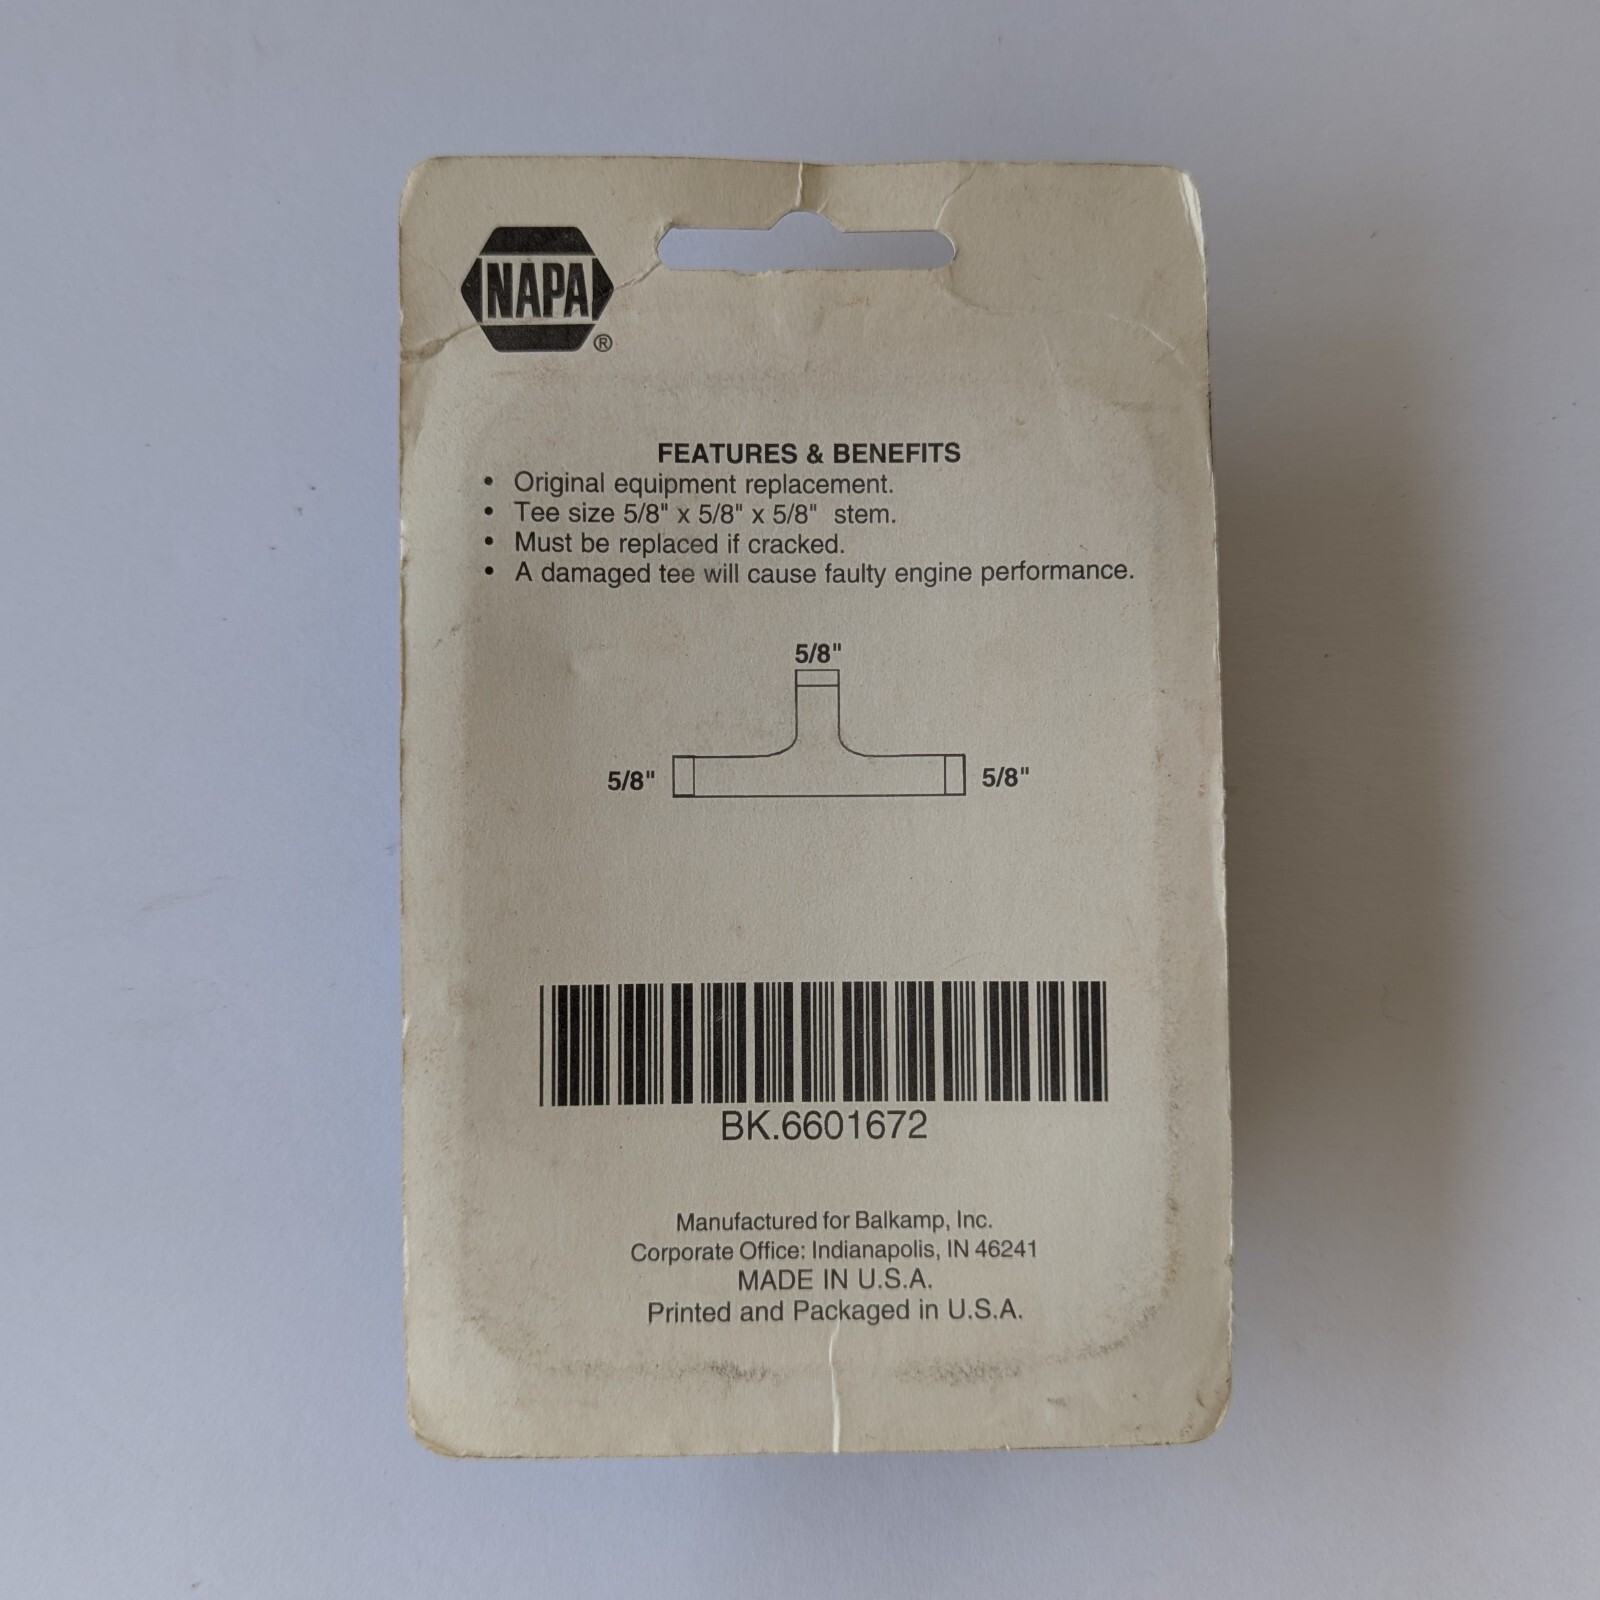 NAPA®
FEATURES & BENEFITS
• Original equipment replacement.
• Tee size 5/8" x 5/8" x 5/8" stem.
• Must be replaced if cracked.
• A damaged tee will cause faulty engine performance.
5/8"
5/8" 5/8"
BK.6601672
Manufactured for Balkamp, Inc.
Corporate Office: Indianapolis, IN 46241
MADE IN U.S.A.
Printed and Packaged in U.S.A.